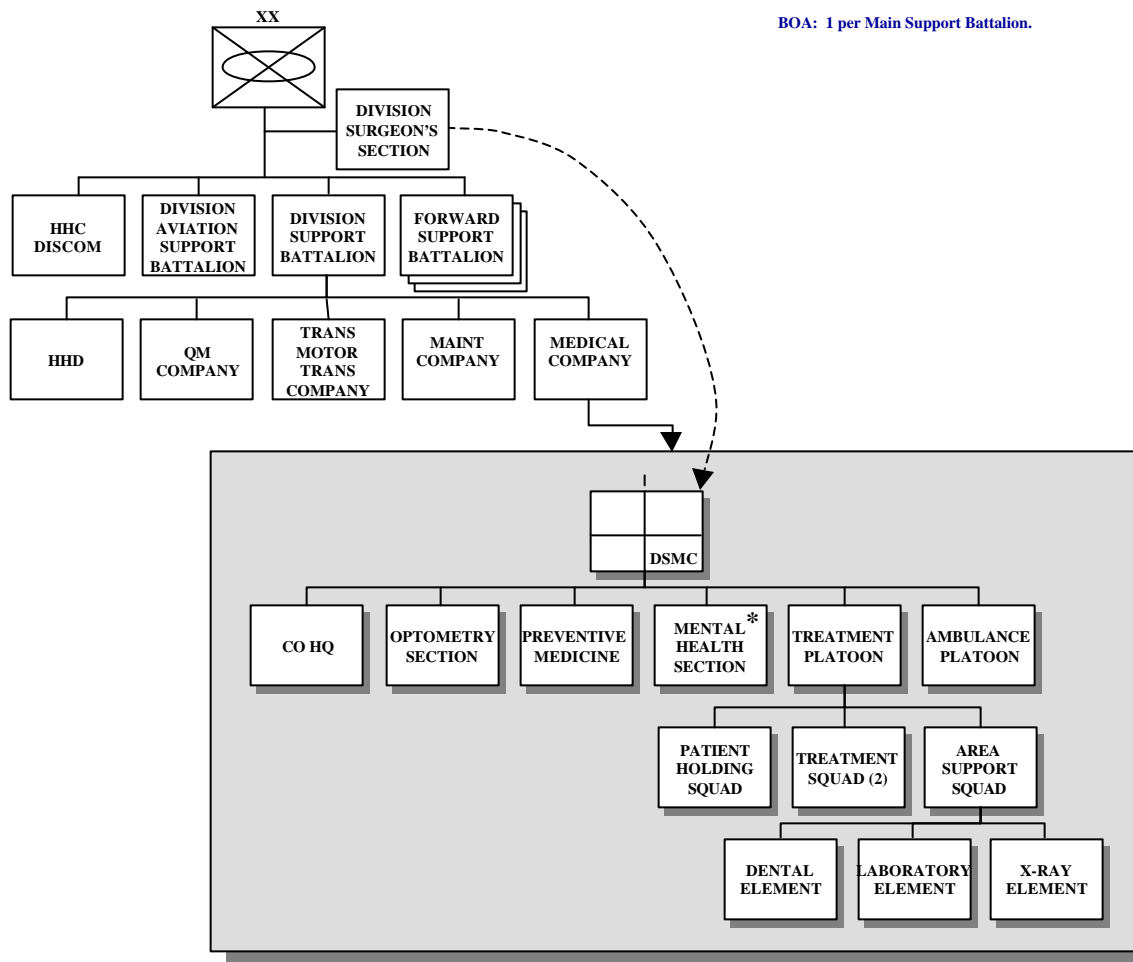 XX
BOA: 1 per Main Support Battalion.
DIVISION
SURGEON'S
SECTION
HHC
DISCOM
DIVISION
AVIATION
SUPPORT
BATTALION
DIVISION
SUPPORT
BATTALION
FORWARD
SUPPORT
BATTALION
HHD
QM
COMPANY
TRANS
MOTOR
TRANS
COMPANY
MAINT
COMPANY
MEDICAL
COMPANY
DSMC
CO HQ
OPTOMETRY
SECTION
PREVENTIVE
MEDICINE
MENTAL *
HEALTH
SECTION
TREATMENT
PLATOON
AMBULANCE
PLATOON
PATIENT
HOLDING
SQUAD
TREATMENT
SQUAD (2)
AREA
SUPPORT
SQUAD
DENTAL
ELEMENT
LABORATORY
ELEMENT
X-RAY
ELEMENT